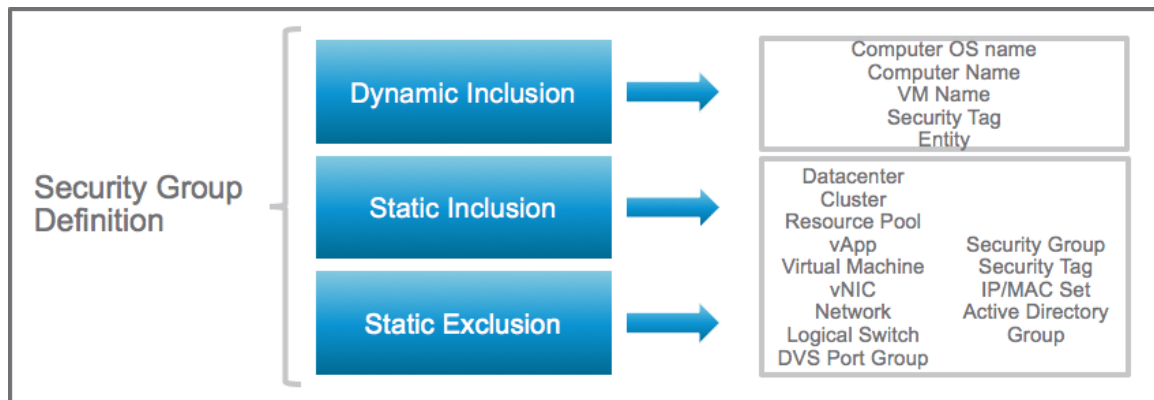 Security Group
Definition
Dynamic Inclusion
Computer OS name
Computer Name
VM Name
Security Tag
Entity
Static Inclusion
Static Exclusion
Datacenter
Cluster
Resource Pool
vApp
Virtual Machine
vNIC
Network
Logical Switch
DVS Port Group
Security Group
Security Tag
IP/MAC Set
Active Directory
Group